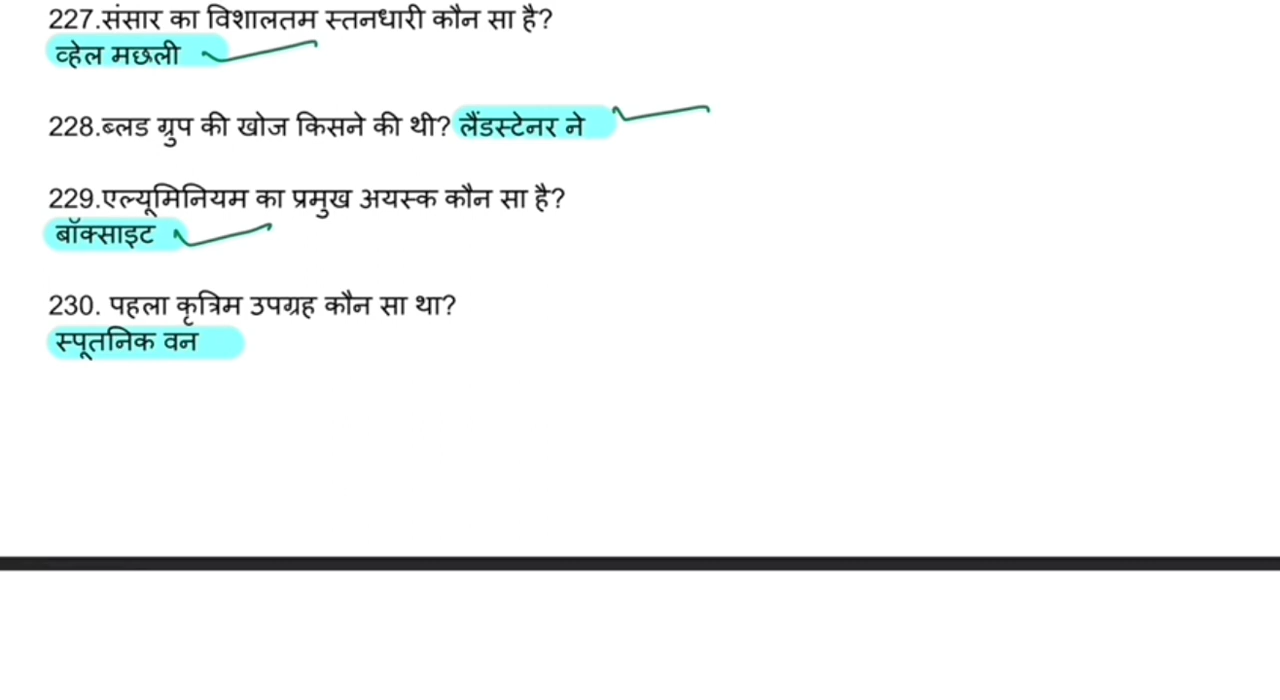 227.संसार का विशालतम स्तनधारी कौन सा है?
व्हेल मछली
228.ब्लड ग्रुप की खोज किसने की थी? लैंडस्टेनर ने
229.एल्यूमिनियम का प्रमुख अयस्क कौन सा है?
बॉक्साइट
230. पहला कृत्रिम उपग्रह कौन सा था?
स्पूतनिक वन